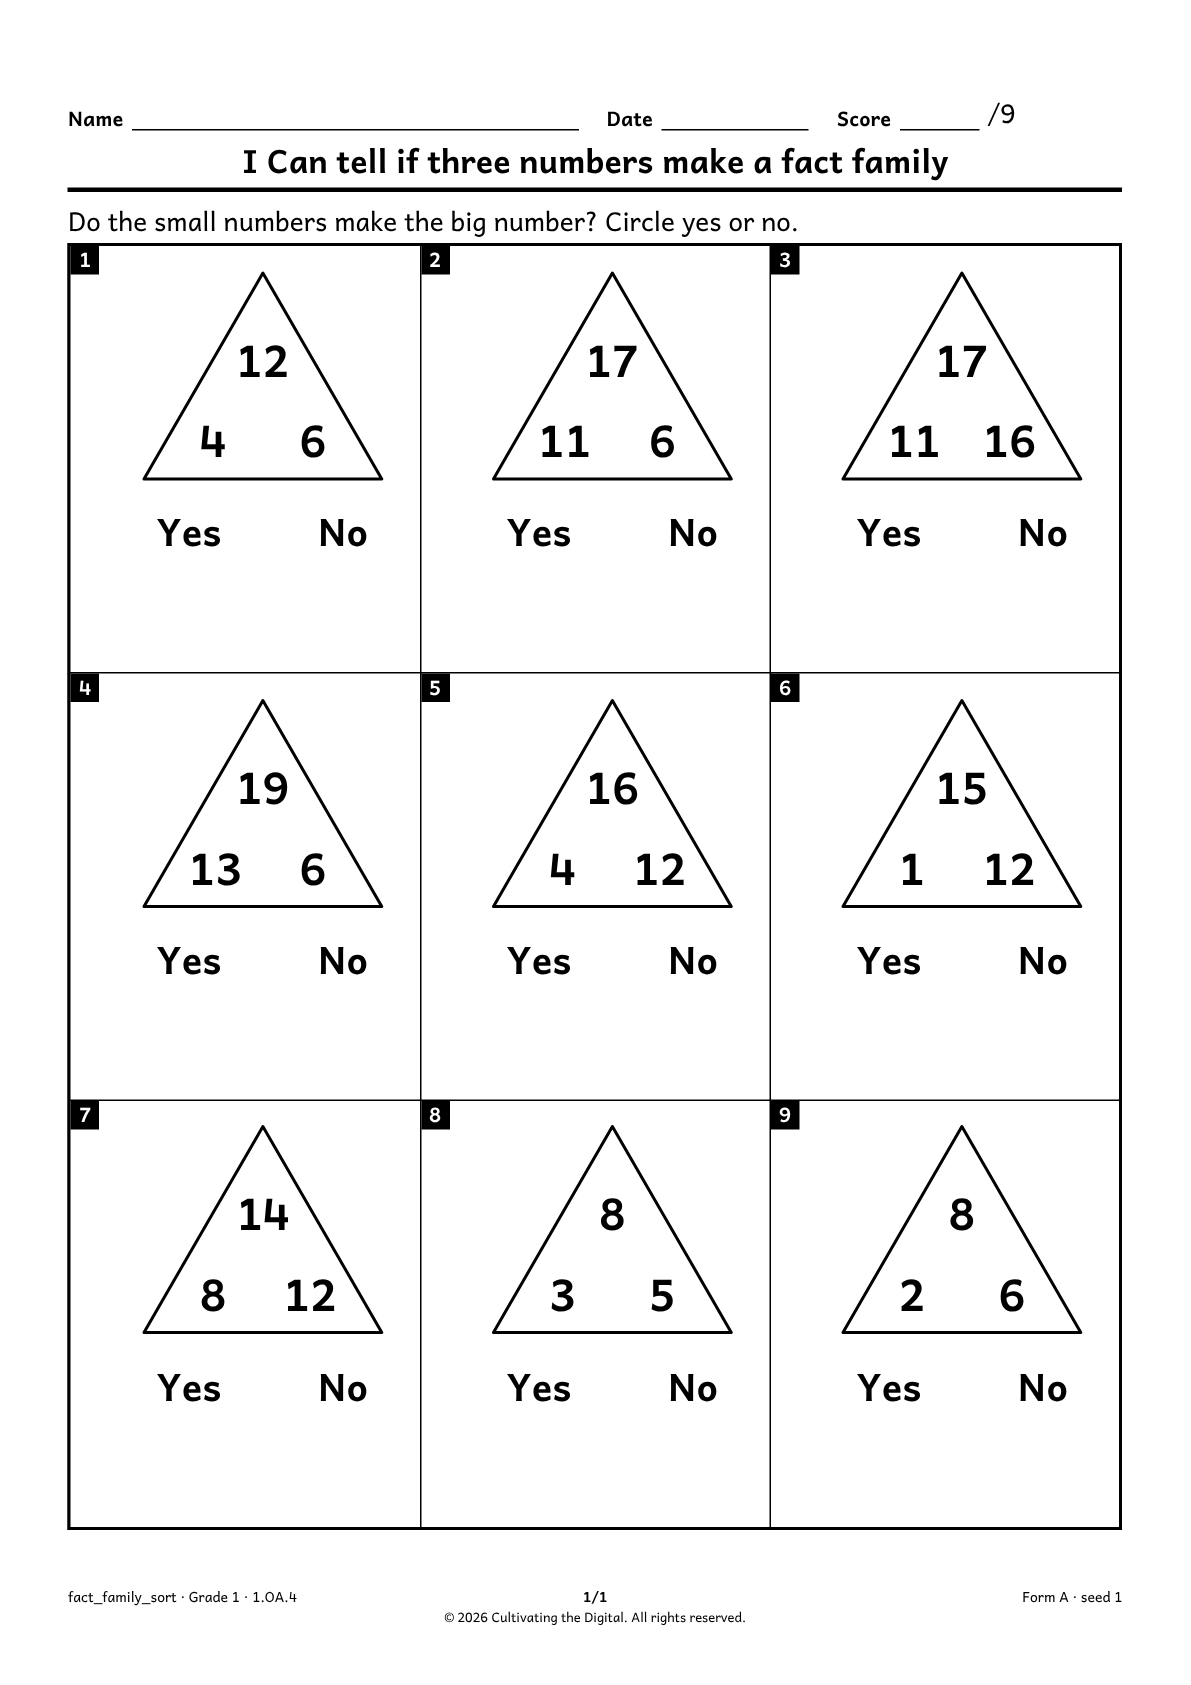 Name Date Score /9
I Can tell if three numbers make a fact family
Do the small numbers make the big number? Circle yes or no.
1
12
4 6
Yes No
2
17
11 6
Yes No
3
17
11 16
Yes No
4
19
13 6
Yes No
5
16
4 12
Yes No
6
15
1 12
Yes No
7
14
8 12
Yes No
8
8
3 5
Yes No
9
8
2 6
Yes No
fact_family_sort · Grade 1 · 1.OA.4 1/1 Form A · seed 1
© 2026 Cultivating the Digital. All rights reserved.